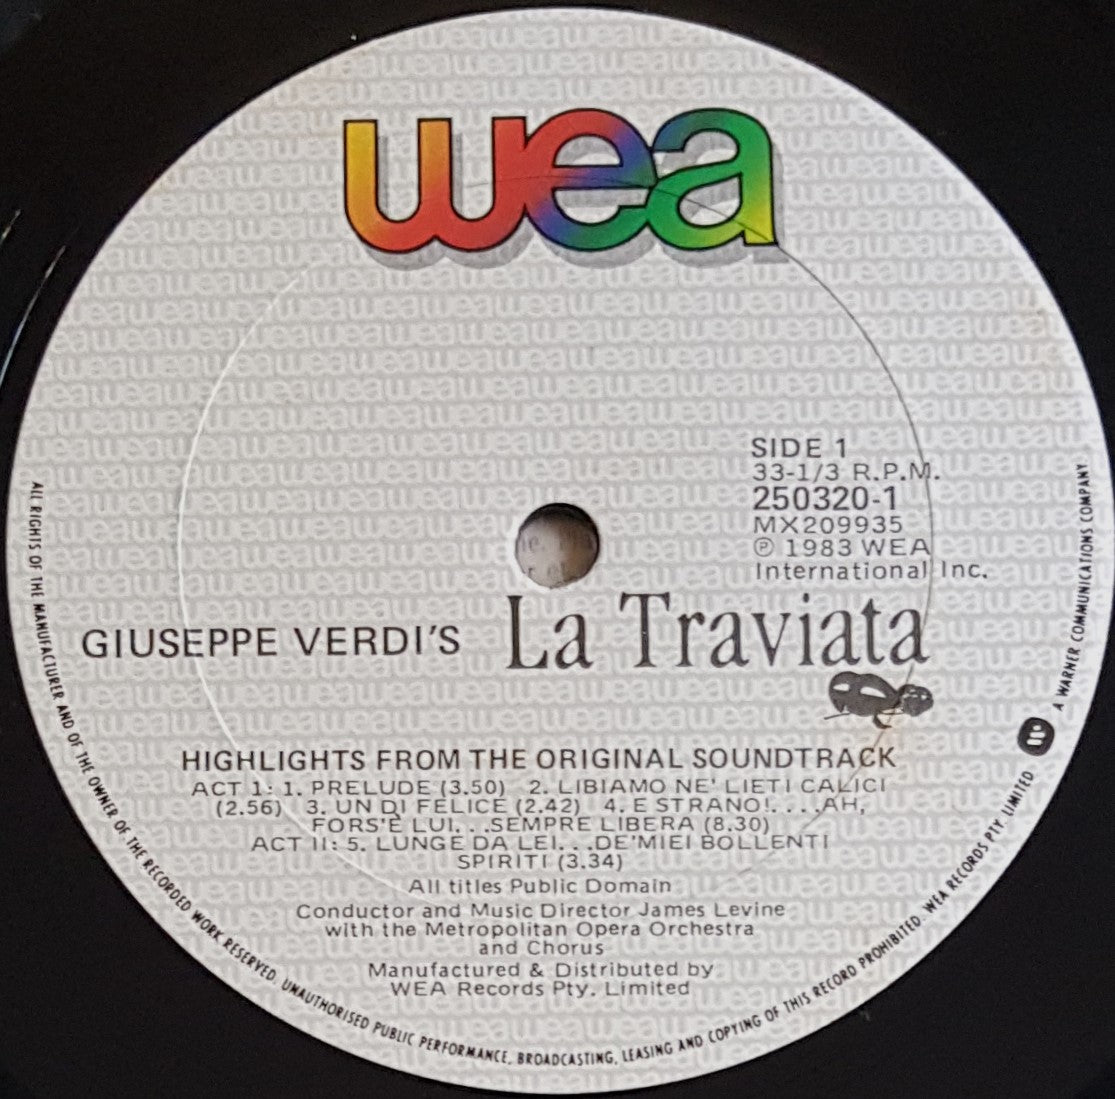 wea
SIDE 1
33-1/3 R.P.M.
250320-1
MX209935
℗ 1983 WEA
International Inc.
GIUSEPPE VERDI'S La Traviata
HIGHLIGHTS FROM THE ORIGINAL SOUNDTRACK
ACT 1: 1. PRELUDE (3.50) 2. LIBIAMO NE' LIETI CALICI
(2.56) 3. UN DI FELICE (2.42) 4. E STRANO!. . . .AH,
FORS'E LUI. . .SEMPRE LIBERA (8.30)
ACT II: 5. LUNGE DA LEI. . .DE'MIEI BOLLENTI
SPIRITI (3.34)
All titles Public Domain
Conductor and Music Director James Levine
with the Metropolitan Opera Orchestra
and Chorus
Manufactured & Distributed by
WEA Records Pty. Limited
ALL RIGHTS OF THE MANUFACTURER AND OF THE OWNER OF THE RECORDED WORK RESERVED. UNAUTHORISED PUBLIC PERFORMANCE, BROADCASTING, LEASING AND COPYING OF THIS RECORD PROHIBITED. WEA RECORDS PTY. LIMITED A WARNER COMMUNICATIONS COMPANY